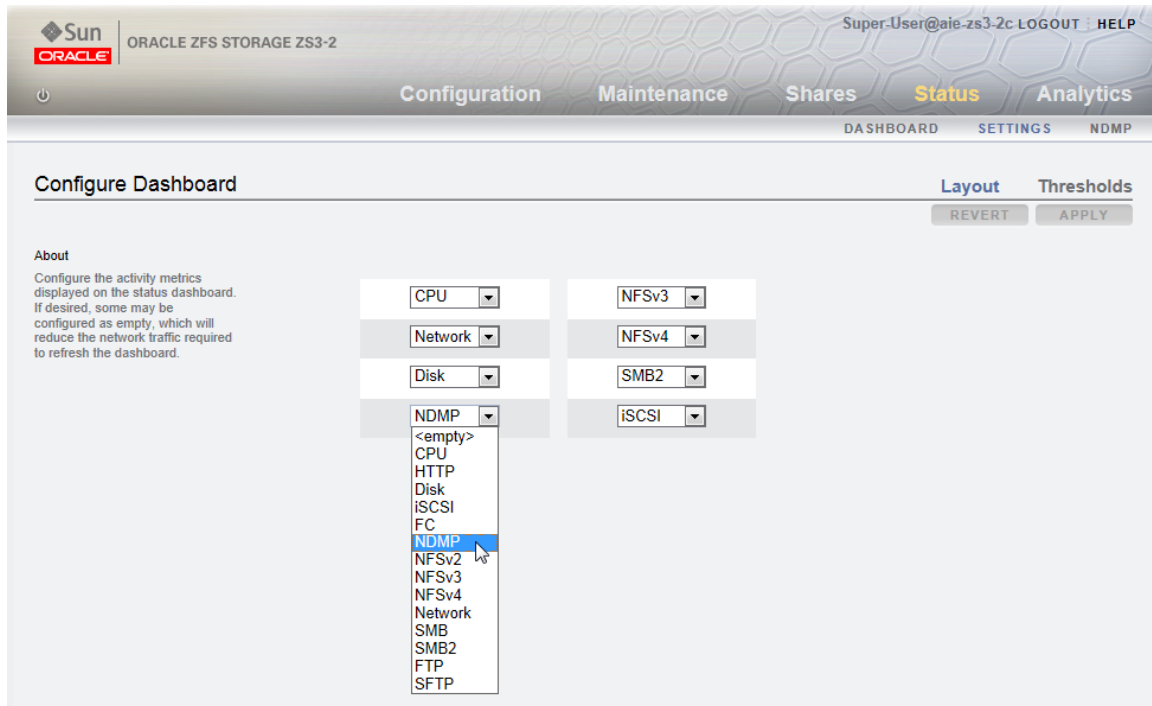 Sun
ORACLE
ORACLE ZFS STORAGE ZS3-2
Super-User@aie-zs3-2c LOGOUT HELP
Configuration Maintenance Shares Status Analytics
DASHBOARD SETTINGS NDMP
Configure Dashboard
Layout Thresholds
REVERT APPLY
About
Configure the activity metrics
displayed on the status dashboard.
If desired, some may be
configured as empty, which will
reduce the network traffic required
to refresh the dashboard.
CPU NFSv3
Network NFSv4
Disk SMB2
NDMP iSCSI
<empty>
CPU
HTTP
Disk
iSCSI
FC
NDMP
NFSv2
NFSv3
NFSv4
Network
SMB
SMB2
FTP
SFTP